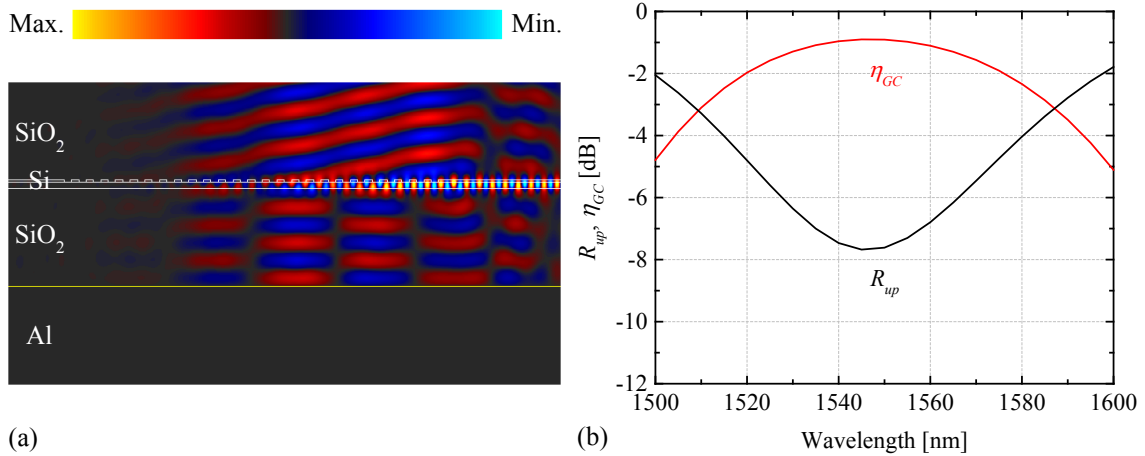 Max. Min.
SiO2
Si
SiO2
Al
(a)
0
-2
-4
-6
-8
-10
-12
Rup, ηGC [dB]
ηGC
Rup
1500 1520 1540 1560 1580 1600
Wavelength [nm]
(b)